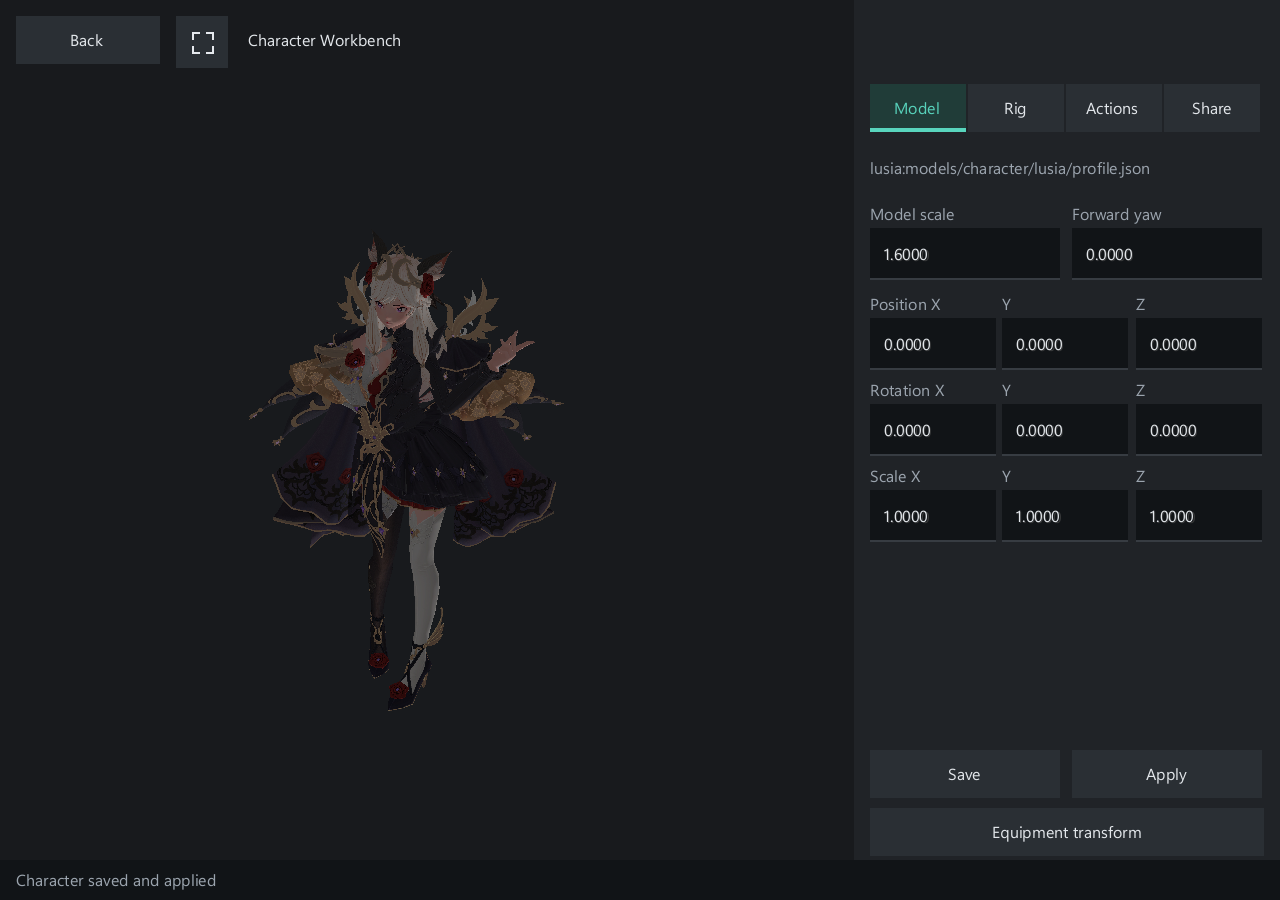 Back
Character Workbench
Model
Rig
Actions
Share
lusia:models/character/lusia/profile.json
Model scale
Forward yaw
1.6000
0.0000
Position X
Y
Z
0.0000
0.0000
0.0000
Rotation X
Y
Z
0.0000
0.0000
0.0000
Scale X
Y
Z
1.0000
1.0000
1.0000
Save
Apply
Equipment transform
Character saved and applied